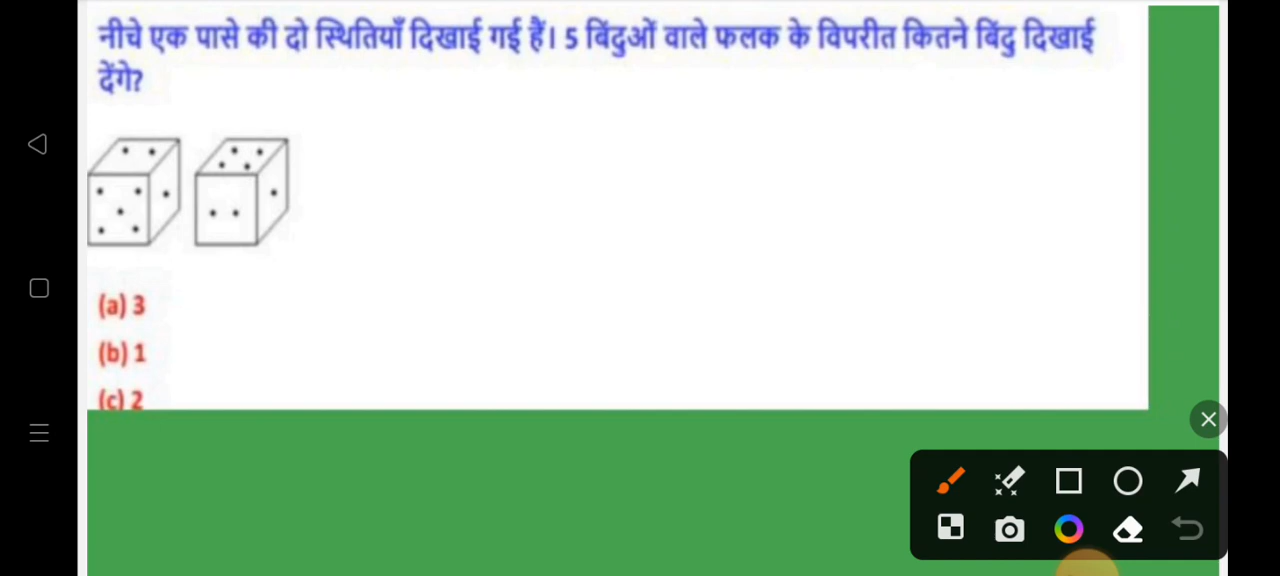 नीचे एक पासे की दो स्थितियाँ दिखाई गई हैं। 5 बिंदुओं वाले फलक के विपरीत कितने बिंदु दिखाई
देंगे?
(a) 3
(b) 1
(c) 2